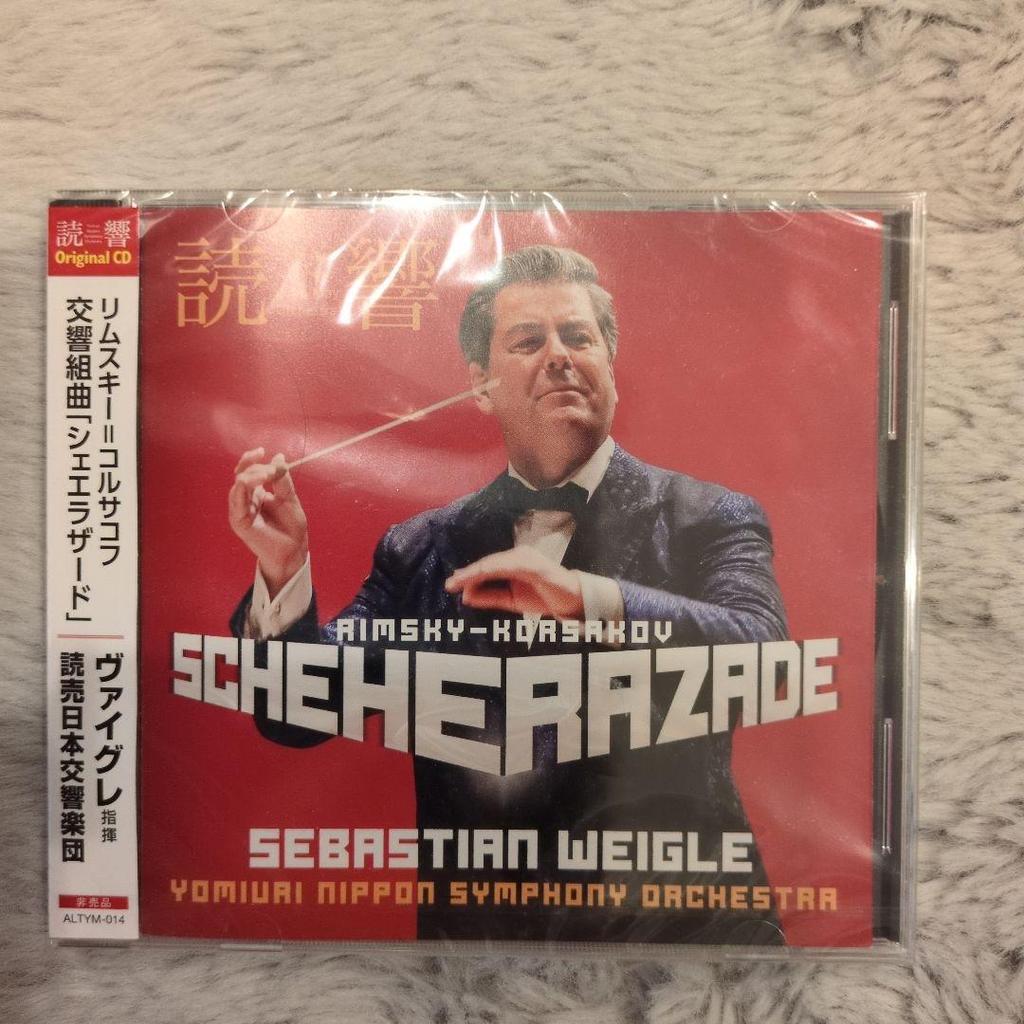 読響
Original CD
リムスキー=コルサコフ
交響組曲「シェエラザード」
ヴァイグレ 指揮
読売日本交響楽団
非売品
ALTYM-014
読響
RIMSKY-KORSAKOV
SCHEHERAZADE
SEBASTIAN WEIGLE
YOMIURI NIPPON SYMPHONY ORCHESTRA